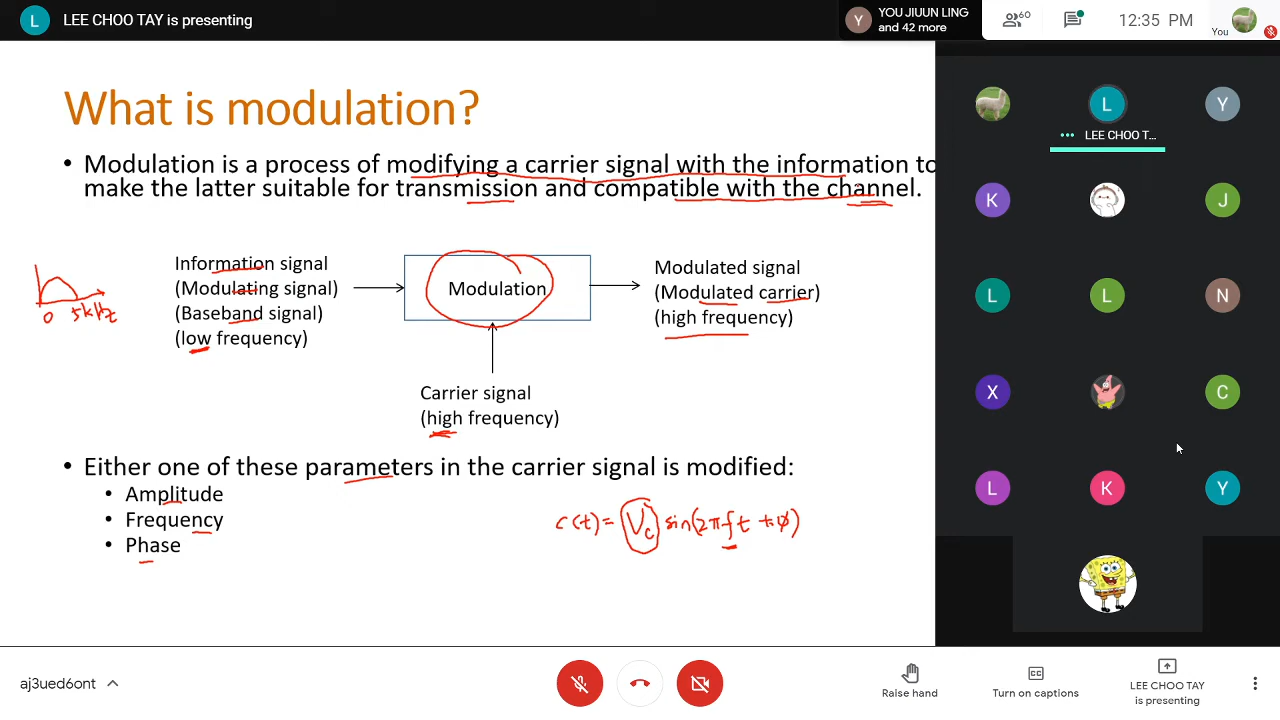 L LEE CHOO TAY is presenting
Y YOU JIUUN LING
and 42 more
60
12:35 PM
You
What is modulation?
• Modulation is a process of modifying a carrier signal with the information to
make the latter suitable for transmission and compatible with the channel.
Information signal
(Modulating signal)
(Baseband signal)
(low frequency)
0 5kHz
Modulation
Modulated signal
(Modulated carrier)
(high frequency)
Carrier signal
(high frequency)
• Either one of these parameters in the carrier signal is modified:
• Amplitude
• Frequency
• Phase
c(t)= Vc sin(2πft+φ)
L Y
LEE CHOO T...
K J
L L N
X C
L K Y
aj3ued6ont
Raise hand
Turn on captions
LEE CHOO TAY
is presenting